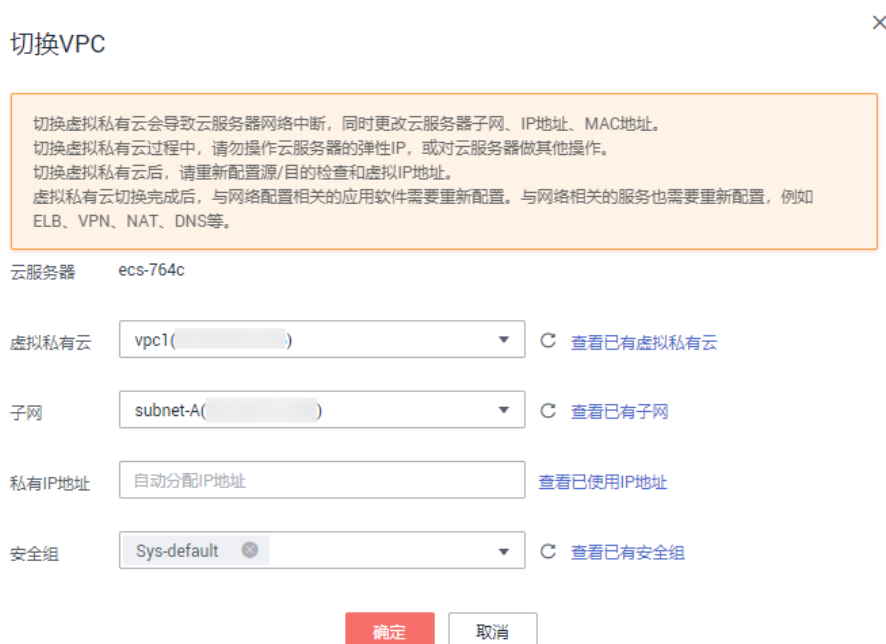 切换VPC
切换虚拟私有云会导致云服务器网络中断，同时更改云服务器子网、IP地址、MAC地址。
切换虚拟私有云过程中，请勿操作云服务器的弹性IP，或对云服务器做其他操作。
切换虚拟私有云后，请重新配置源/目的检查和虚拟IP地址。
虚拟私有云切换完成后，与网络配置相关的应用软件需要重新配置。与网络相关的服务也需要重新配置，例如
ELB、VPN、NAT、DNS等。
云服务器 ecs-764c
虚拟私有云 vpc1( ) 查看已有虚拟私有云
子网 subnet-A( ) 查看已有子网
私有IP地址 自动分配IP地址 查看已使用IP地址
安全组 Sys-default 查看已有安全组
确定 取消